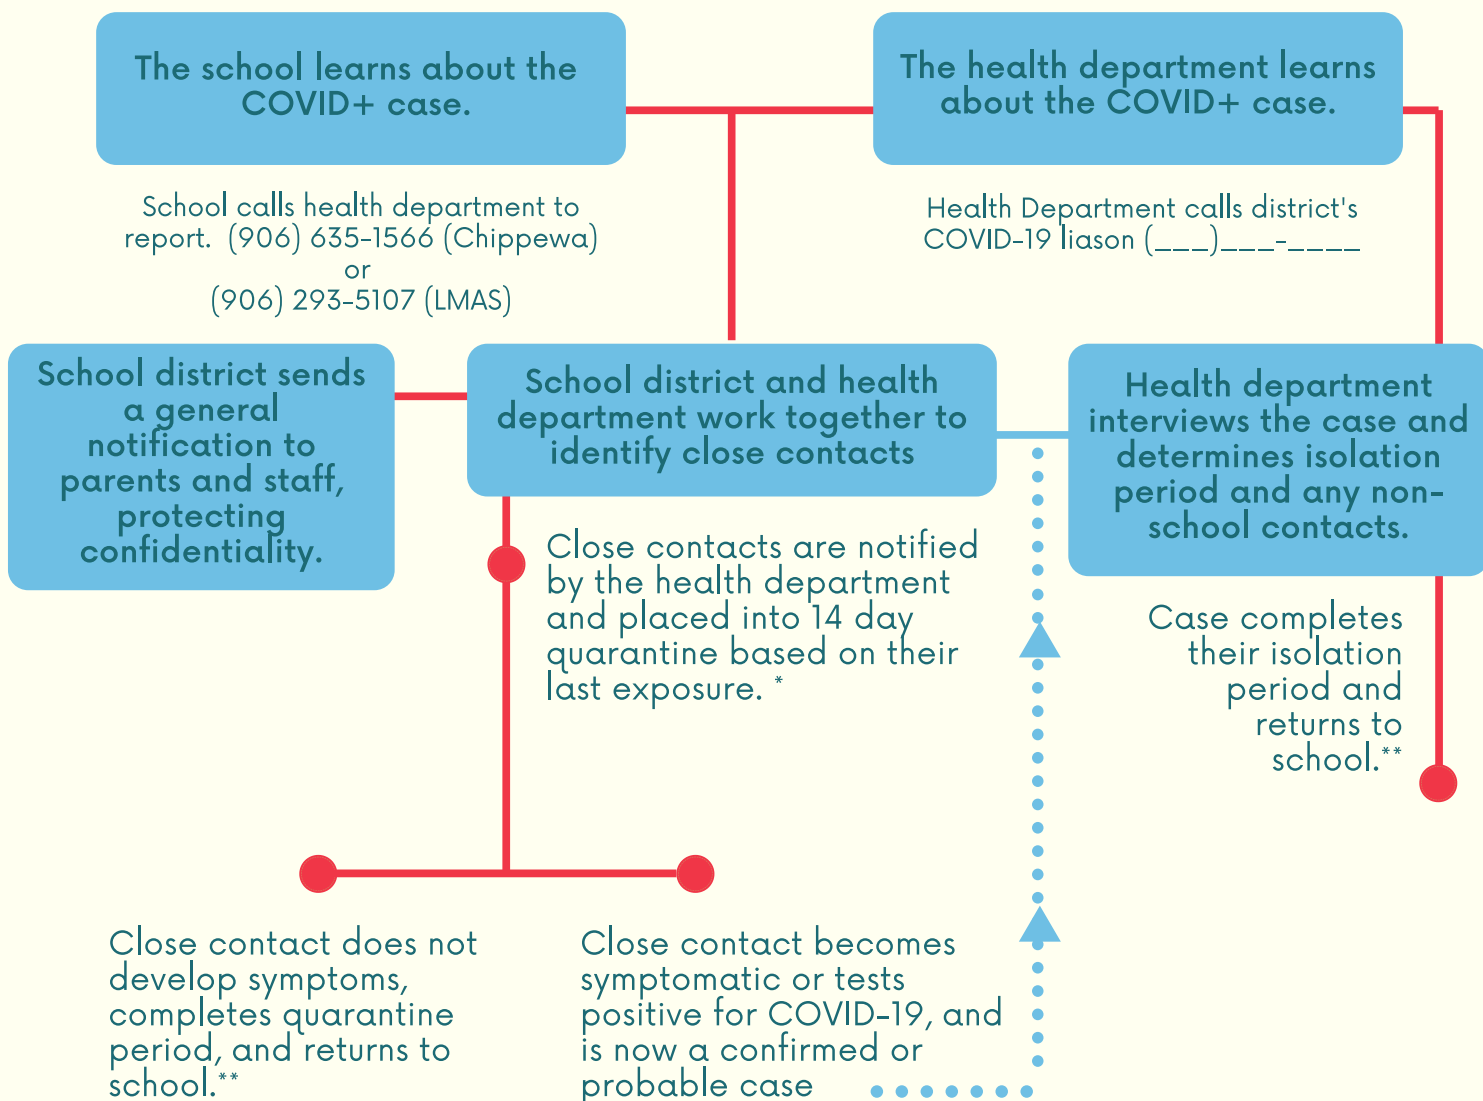 The school learns about the
COVID+ case.
The health department learns
about the COVID+ case.
School calls health department to
report.  (906) 635-1566 (Chippewa)
or
(906) 293-5107 (LMAS)
Health Department calls district's
COVID-19 liason (___)___-____
School district sends
a general
notification to
parents and staff,
protecting
confidentiality.
School district and health
department work together to
identify close contacts
Health department
interviews the case and
determines isolation
period and any non-
school contacts.
Close contacts are notified
by the health department
and placed into 14 day
quarantine based on their
last exposure. *
Case completes
their isolation
period and
returns to
school.**
Close contact does not
develop symptoms,
completes quarantine
period, and returns to
school.**
Close contact becomes
symptomatic or tests
positive for COVID-19, and
is now a confirmed or
probable case